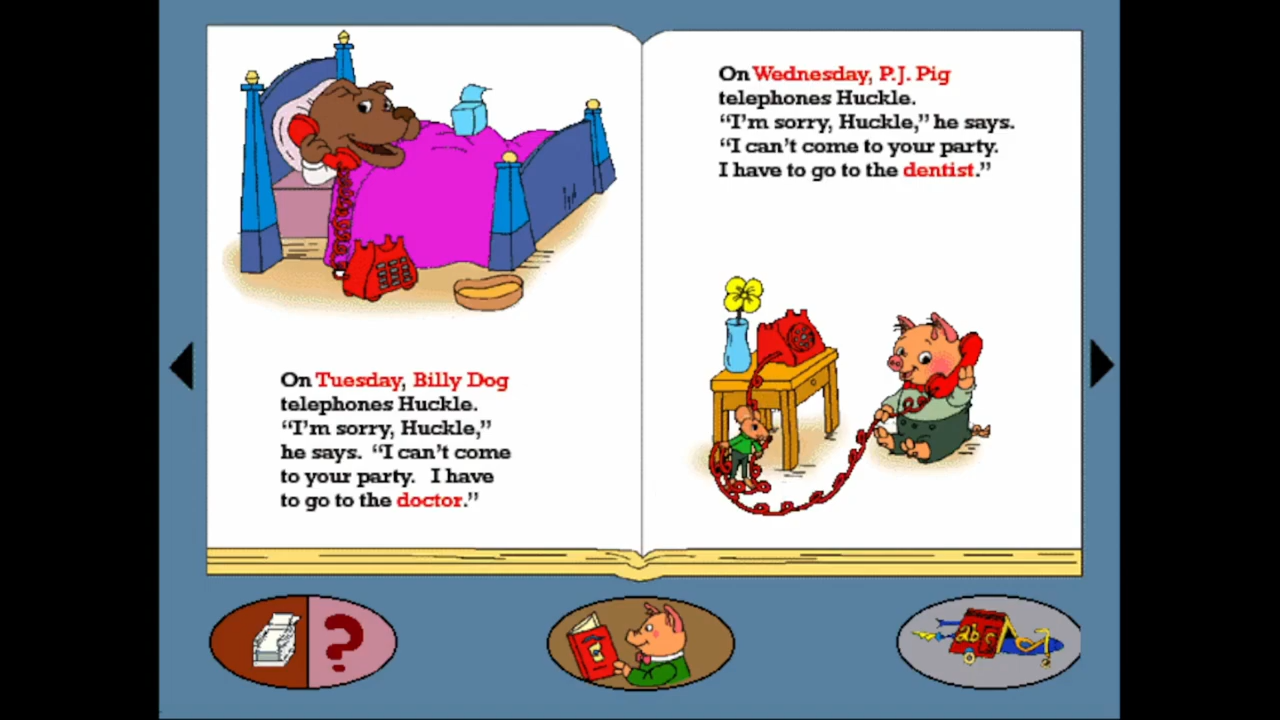 On Tuesday, Billy Dog
telephones Huckle.
“I’m sorry, Huckle,”
he says. “I can’t come
to your party. I have
to go to the doctor.”
On Wednesday, P.J. Pig
telephones Huckle.
“I’m sorry, Huckle,” he says.
“I can’t come to your party.
I have to go to the dentist.”
?
abc